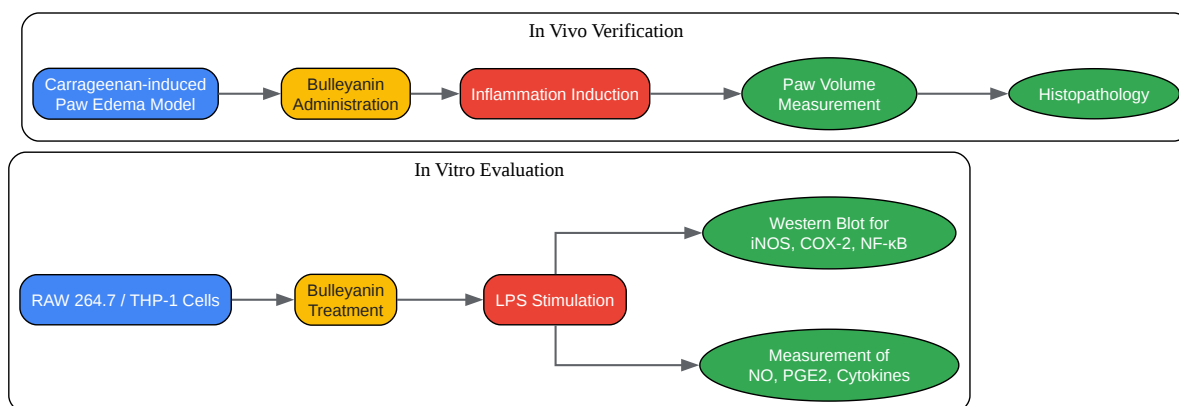 In Vivo Verification
Carrageenan-induced
Paw Edema Model
Bulleyanin
Administration
Inflammation Induction
Paw Volume
Measurement
Histopathology
In Vitro Evaluation
RAW 264.7 / THP-1 Cells
Bulleyanin
Treatment
LPS Stimulation
Western Blot for
iNOS, COX-2, NF-κB
Measurement of
NO, PGE2, Cytokines